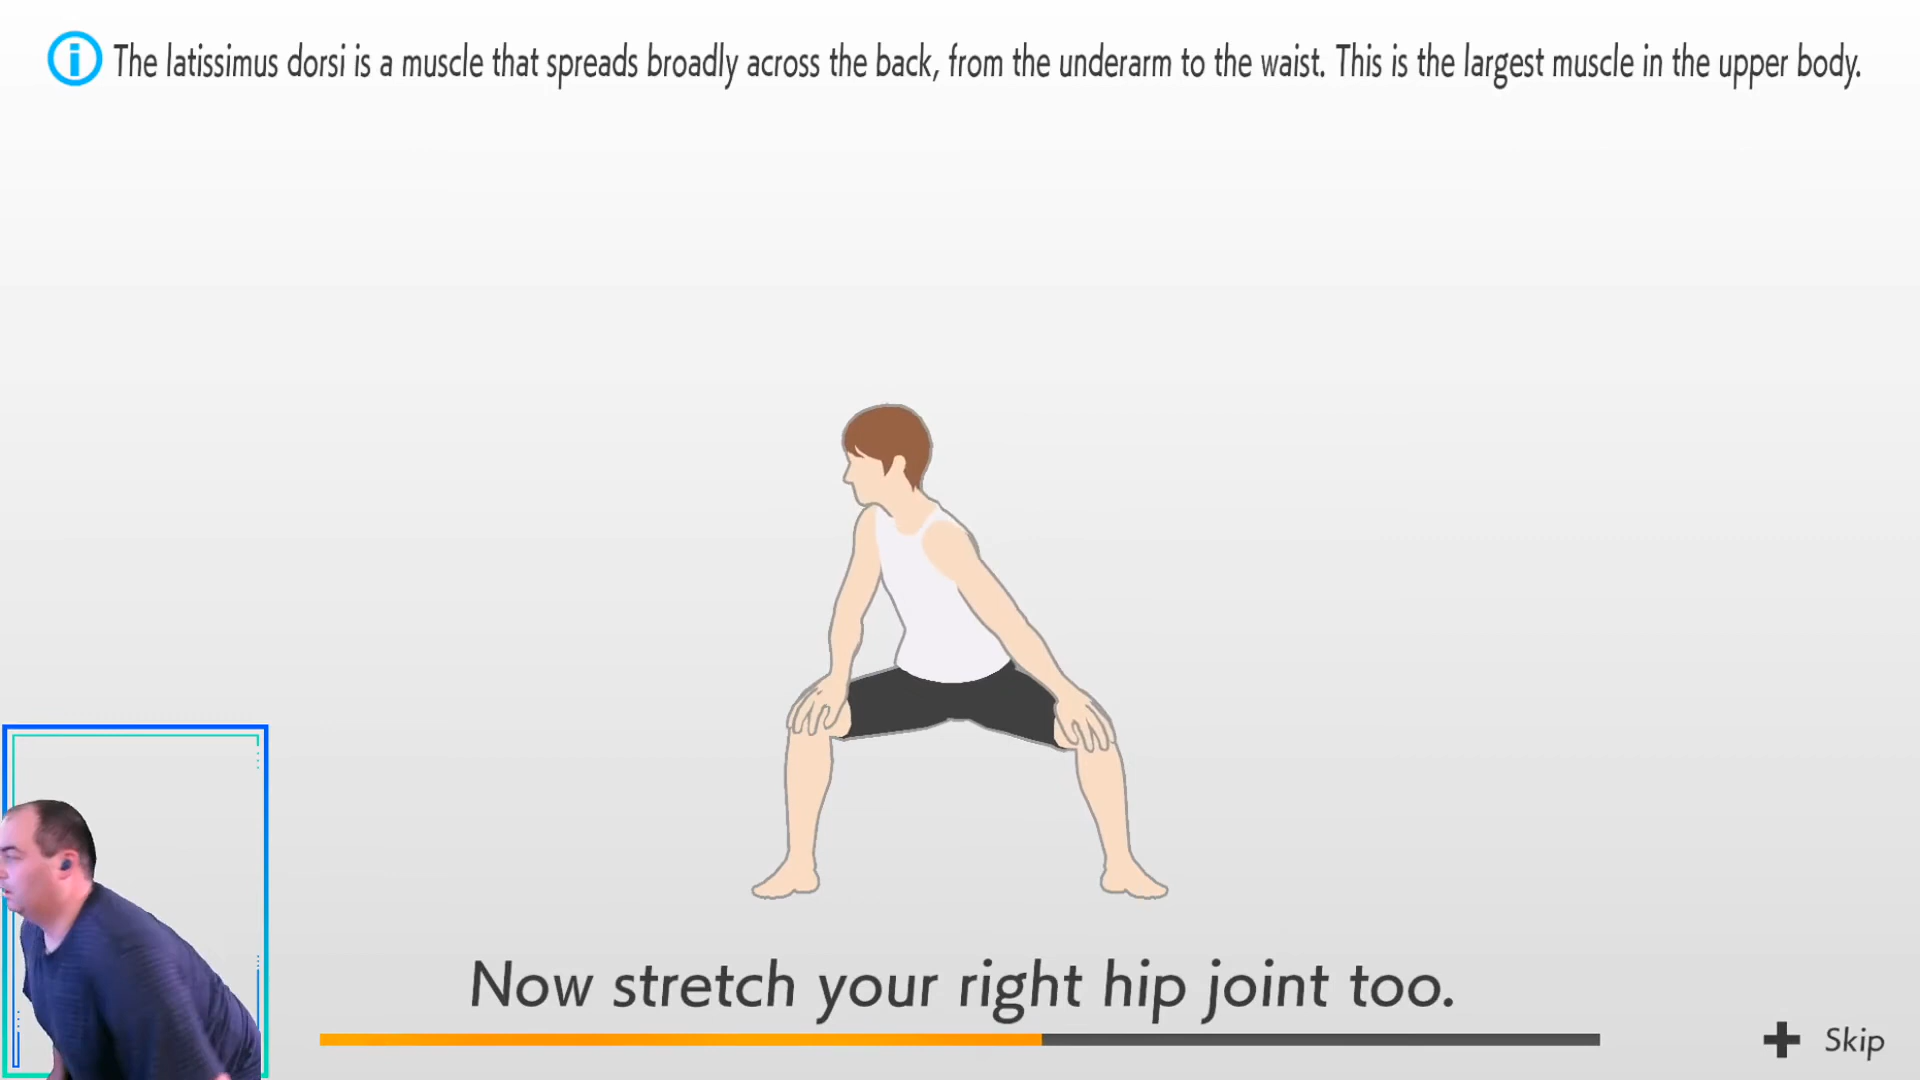 The latissimus dorsi is a muscle that spreads broadly across the back, from the underarm to the waist. This is the largest muscle in the upper body.
Now stretch your right hip joint too.
Skip